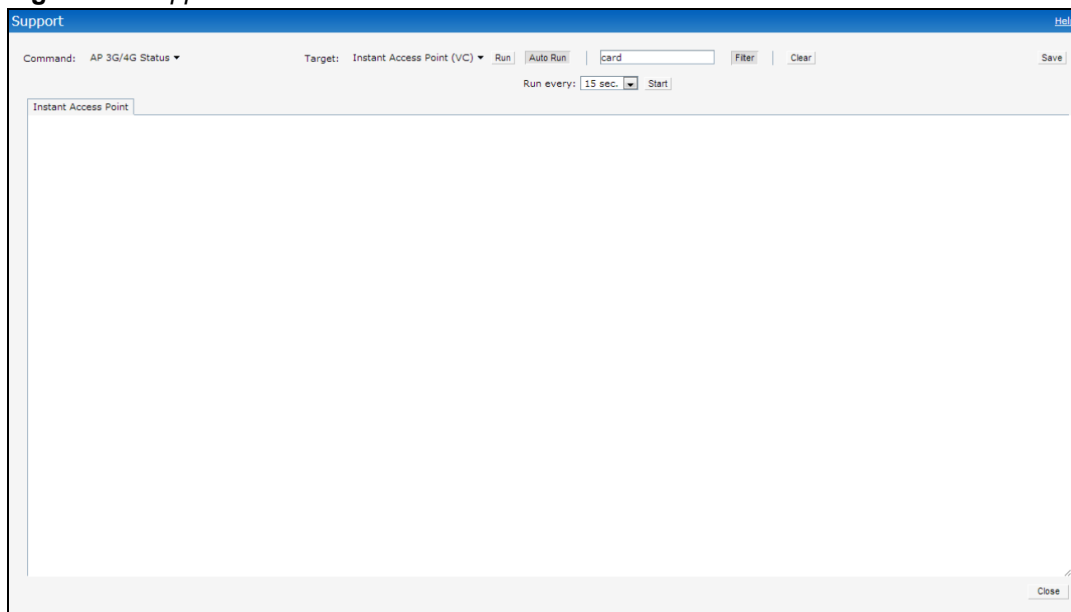 Support Hel
Command: AP 3G/4G Status Target: Instant Access Point (VC) Run Auto Run card Filter Clear Save
Run every: 15 sec. Start
Instant Access Point
Close